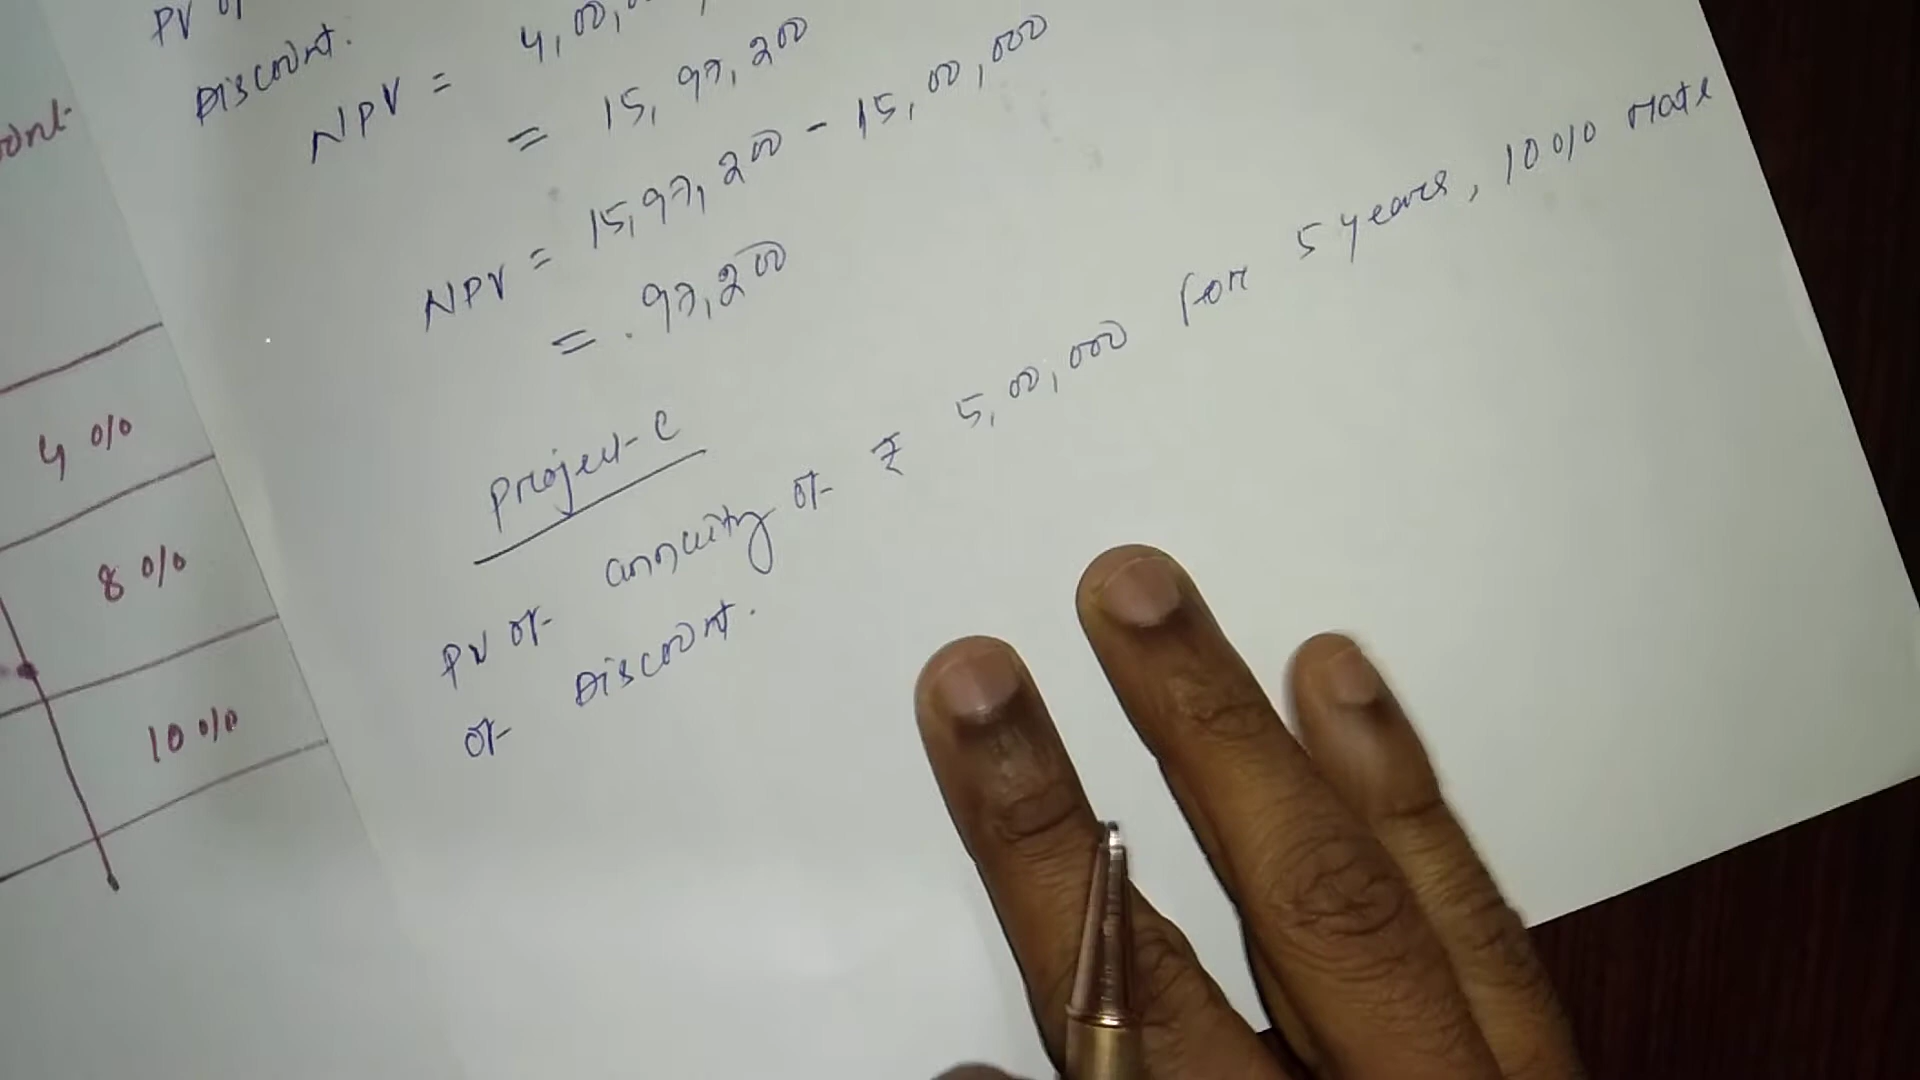 PV of
Discount.
NPV = 4,00,
= 15,97,200
NPV = 15,97,200 - 15,00,000
= 97,200
Project-C
PV of annuity of ₹ 5,00,000 for 5 years, 10% rate
of Discount.
4%
8%
10%